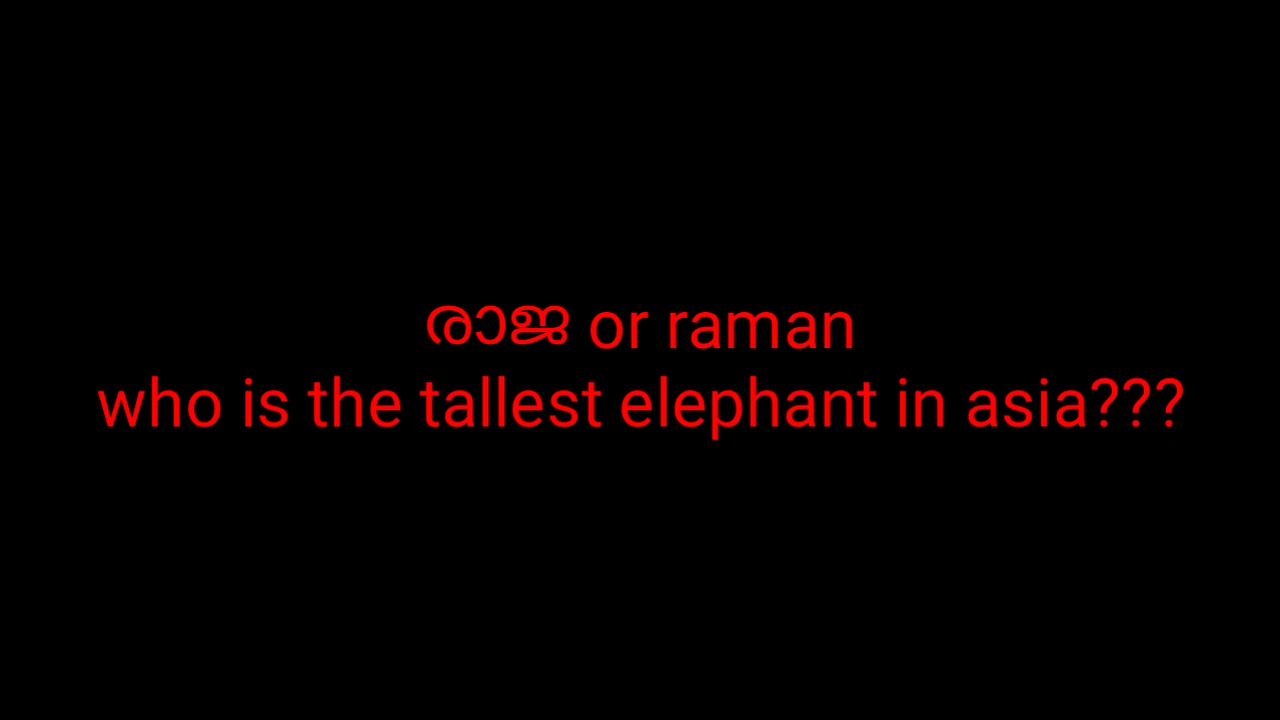 രാജ or raman
who is the tallest elephant in asia???